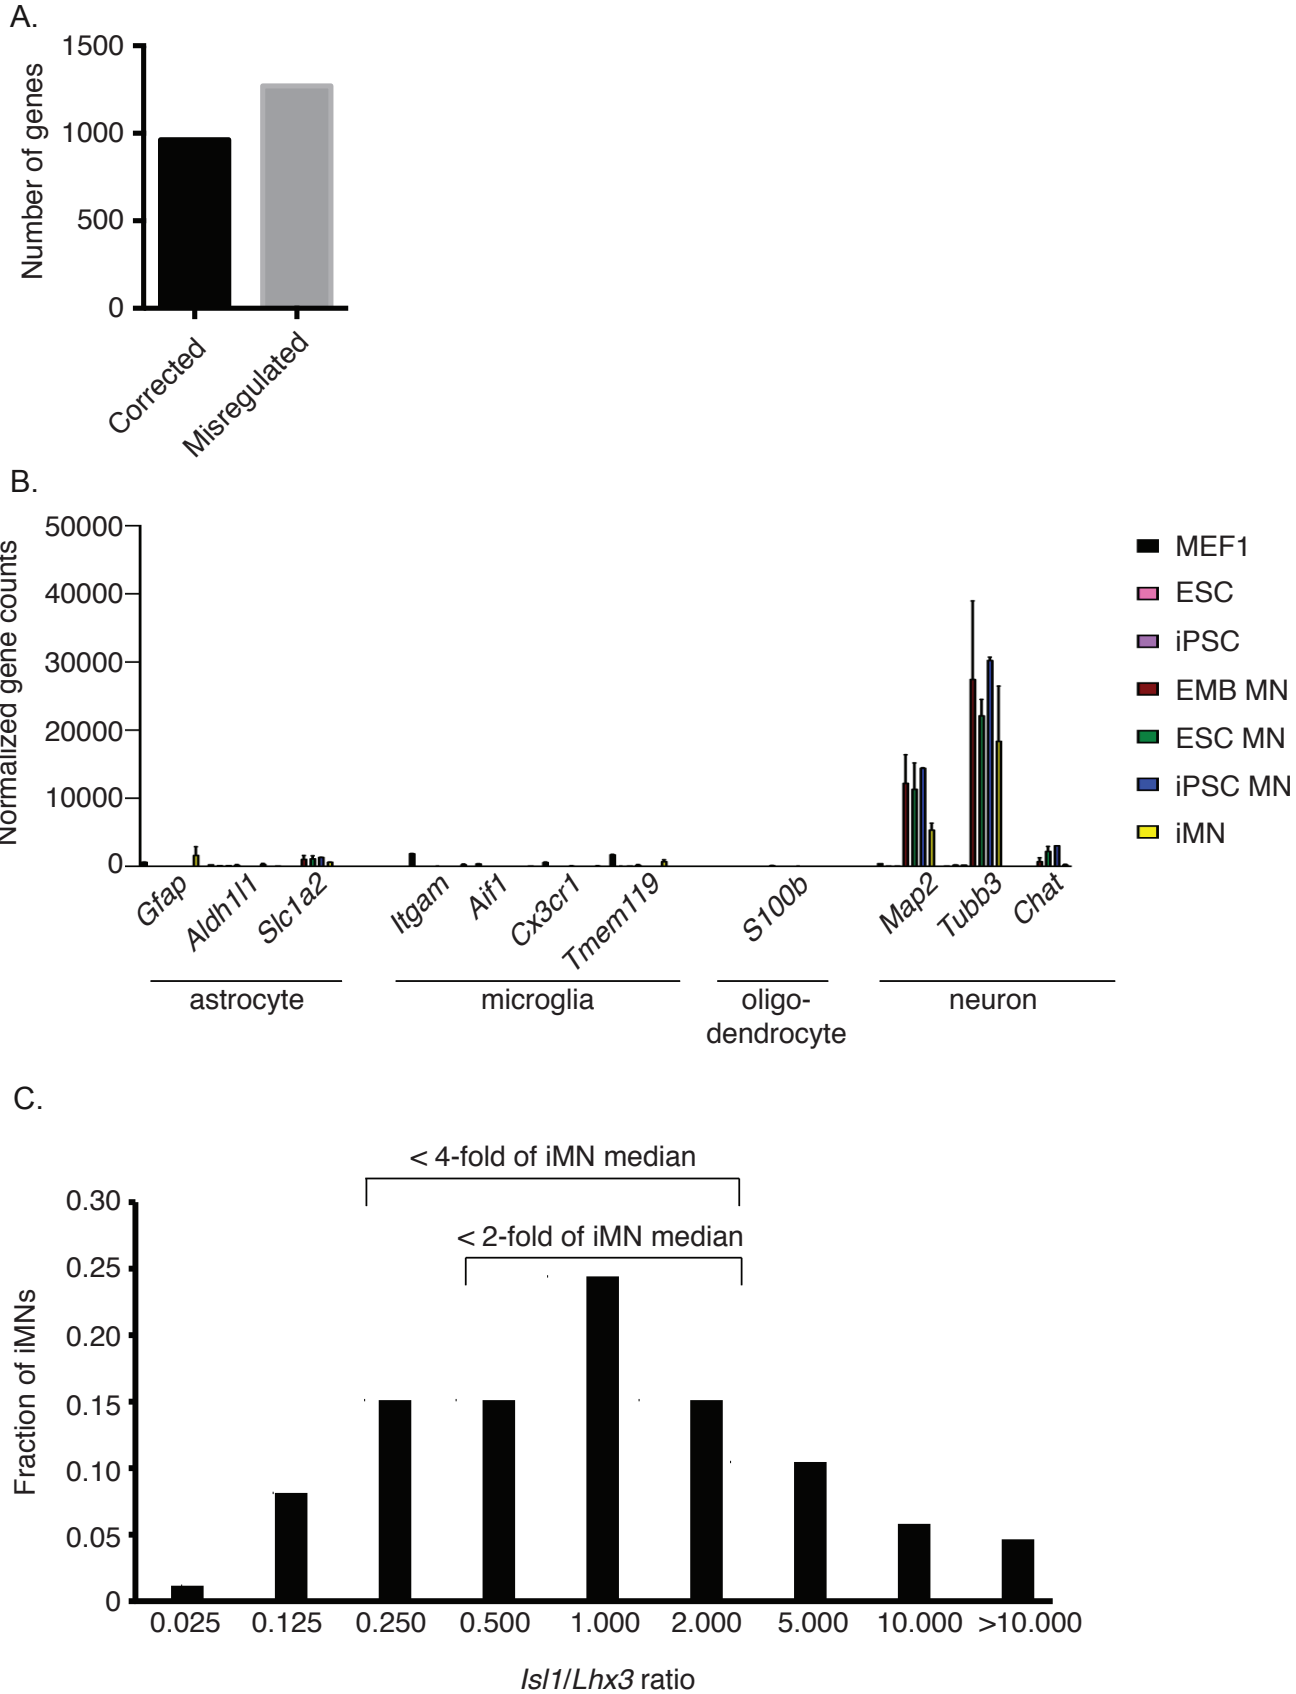 A.
1500
1000
500
0
Number of genes
Corrected
Misregulated
B.
50000
40000
30000
20000
10000
0
Normalized gene counts
Gfap
Aldh1l1
Slc1a2
Itgam
Aif1
Cx3cr1
Tmem119
S100b
Map2
Tubb3
Chat
astrocyte
microglia
oligo-
dendrocyte
neuron
MEF1
ESC
iPSC
EMB MN
ESC MN
iPSC MN
iMN
C.
< 4-fold of iMN median
< 2-fold of iMN median
0.30
0.25
0.20
0.15
0.10
0.05
0
Fraction of iMNs
0.025 0.125 0.250 0.500 1.000 2.000 5.000 10.000 >10.000
Isl1/Lhx3 ratio